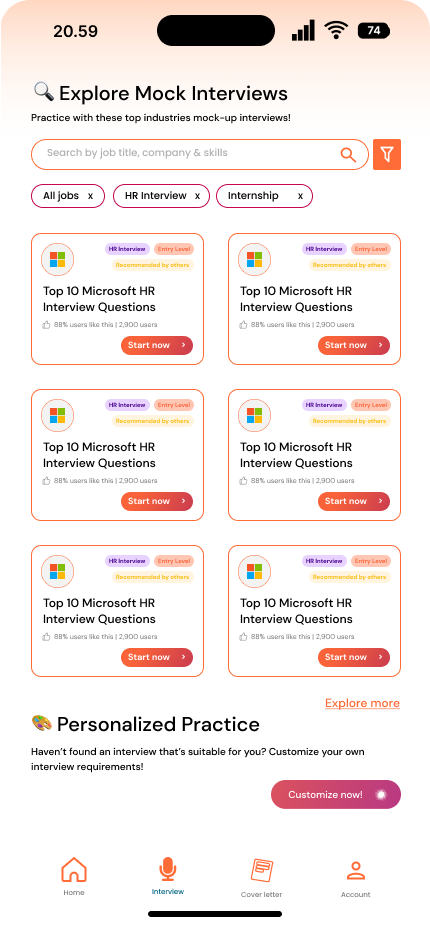 20.59
74
Explore Mock Interviews
Practice with these top industries mock-up interviews!
Search by job title, company & skills
All jobs x HR Interview x Internship x
HR Interview Entry Level
Recommended by others
Top 10 Microsoft HR
Interview Questions
88% users like this | 2,900 users
Start now >
HR Interview Entry Level
Recommended by others
Top 10 Microsoft HR
Interview Questions
88% users like this | 2,900 users
Start now >
HR Interview Entry Level
Recommended by others
Top 10 Microsoft HR
Interview Questions
88% users like this | 2,900 users
Start now >
HR Interview Entry Level
Recommended by others
Top 10 Microsoft HR
Interview Questions
88% users like this | 2,900 users
Start now >
HR Interview Entry Level
Recommended by others
Top 10 Microsoft HR
Interview Questions
88% users like this | 2,900 users
Start now >
HR Interview Entry Level
Recommended by others
Top 10 Microsoft HR
Interview Questions
88% users like this | 2,900 users
Start now >
Explore more
Personalized Practice
Haven't found an interview that's suitable for you? Customize your own
interview requirements!
Customize now!
Home Interview Cover letter Account